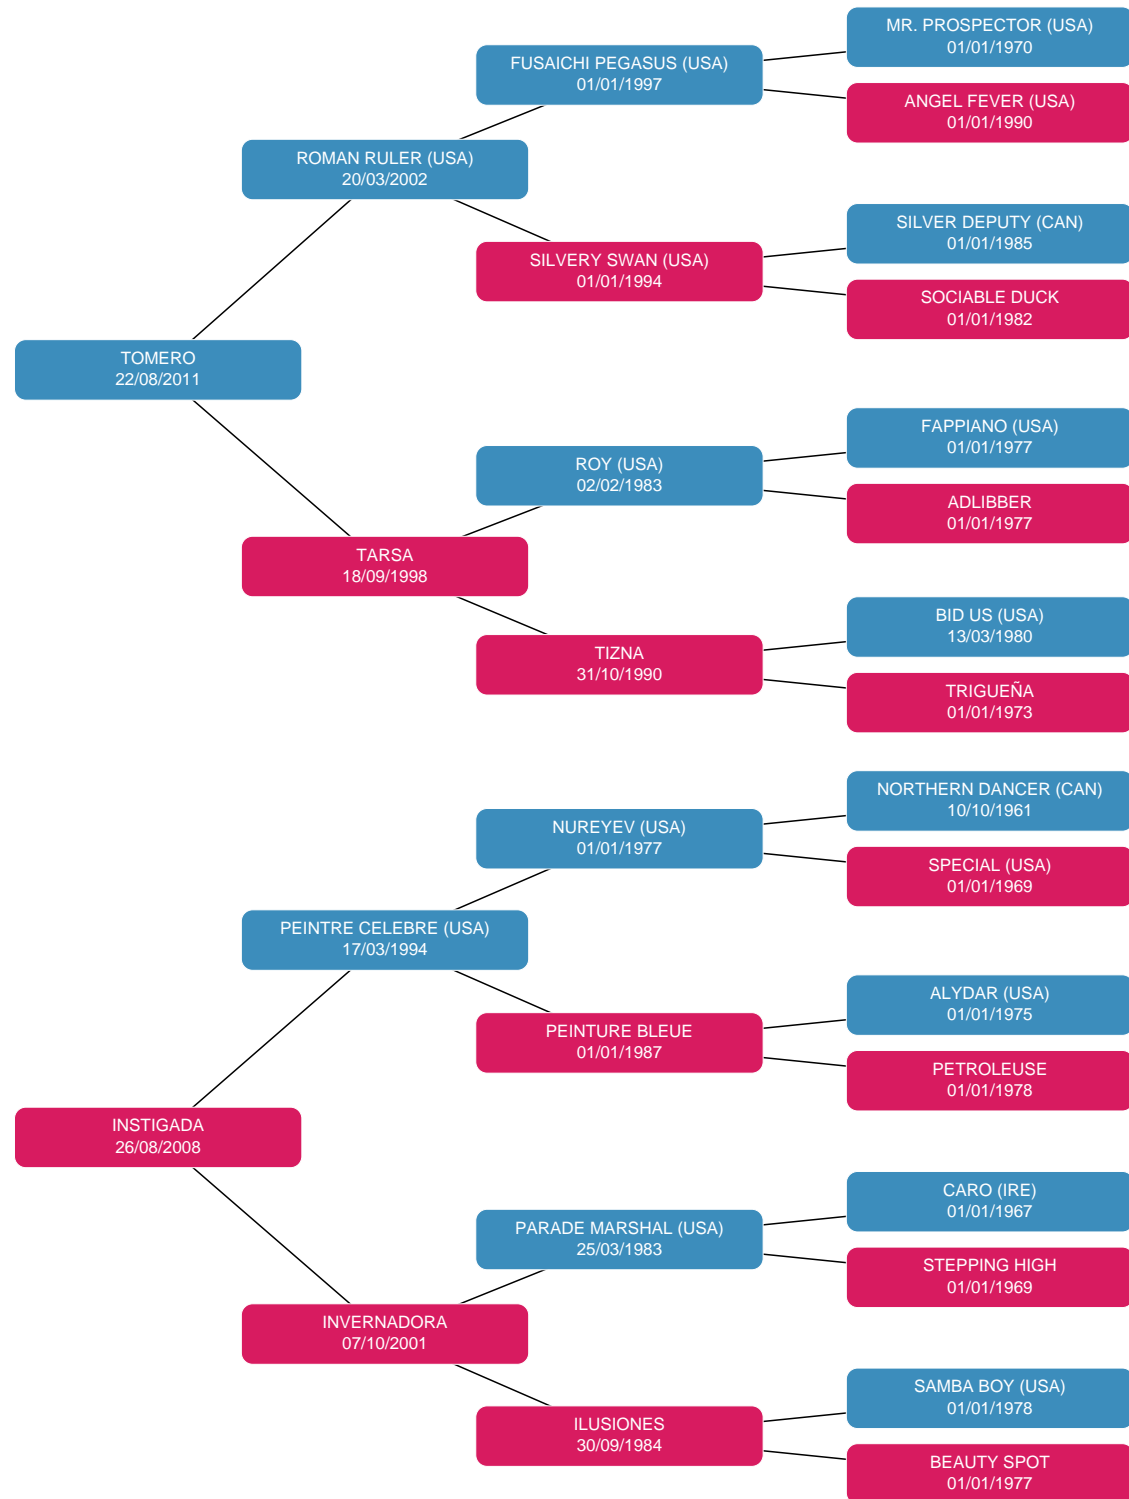 MR. PROSPECTOR (USA)
01/01/1970
FUSAICHI PEGASUS (USA)
01/01/1997
ANGEL FEVER (USA)
01/01/1990
ROMAN RULER (USA)
20/03/2002
SILVER DEPUTY (CAN)
01/01/1985
SILVERY SWAN (USA)
01/01/1994
SOCIABLE DUCK
01/01/1982
TOMERO
22/08/2011
FAPPIANO (USA)
01/01/1977
ROY (USA)
02/02/1983
ADLIBBER
01/01/1977
TARSA
18/09/1998
BID US (USA)
13/03/1980
TIZNA
31/10/1990
TRIGUEÑA
01/01/1973
NORTHERN DANCER (CAN)
10/10/1961
NUREYEV (USA)
01/01/1977
SPECIAL (USA)
01/01/1969
PEINTRE CELEBRE (USA)
17/03/1994
ALYDAR (USA)
01/01/1975
PEINTURE BLEUE
01/01/1987
PETROLEUSE
01/01/1978
INSTIGADA
26/08/2008
CARO (IRE)
01/01/1967
PARADE MARSHAL (USA)
25/03/1983
STEPPING HIGH
01/01/1969
INVERNADORA
07/10/2001
SAMBA BOY (USA)
01/01/1978
ILUSIONES
30/09/1984
BEAUTY SPOT
01/01/1977